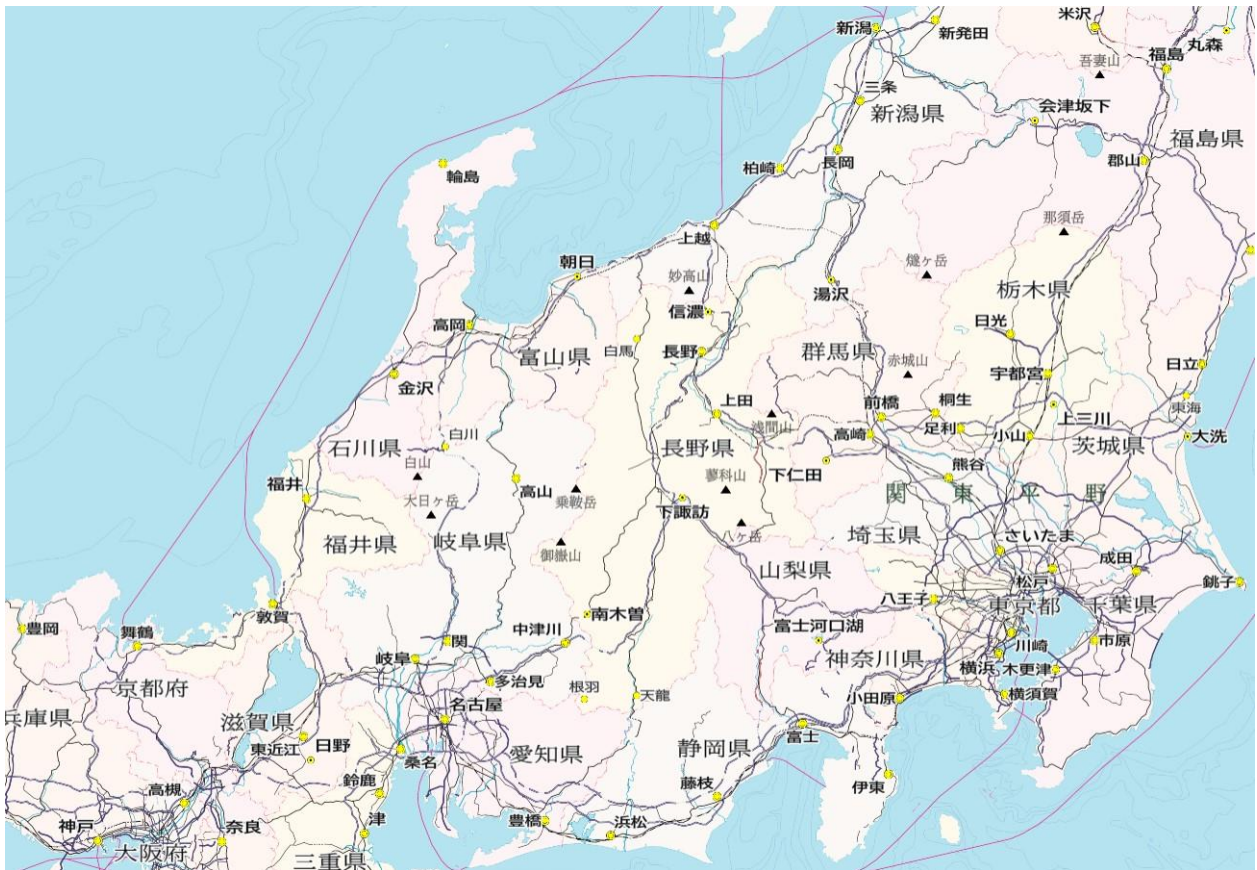 米沢
新潟
新発田
丸森
福島
吾妻山
三条
新潟県
会津坂下
福島県
長岡
輪島
柏崎
郡山
上越
那須岳
朝日
妙高山
燧ヶ岳
湯沢
栃木県
信濃
高岡
日光
白馬
長野
群馬県
富山県
赤城山
日立
金沢
宇都宮
上田
前橋
桐生
東海
上三川
浅間山
足利
白川
長野県
高崎
小山
茨城県
大洗
石川県
下仁田
熊谷
白山
蓼科山
福井
高山
乗鞍岳
関東平野
大日ヶ岳
下諏訪
八ヶ岳
さいたま
埼玉県
福井県
岐阜県
御嶽山
山梨県
松戸
成田
銚子
敦賀
八王子
東京都
千葉県
南木曽
豊岡
舞鶴
中津川
富士河口湖
関
川崎
市原
岐阜
神奈川県
横浜
木更津
京都府
多治見
根羽
天龍
小田原
横須賀
兵庫県
滋賀県
名古屋
富士
東近江
日野
愛知県
静岡県
桑名
鈴鹿
藤枝
伊東
高槻
神戸
奈良
津
豊橋
浜松
大阪府
三重県